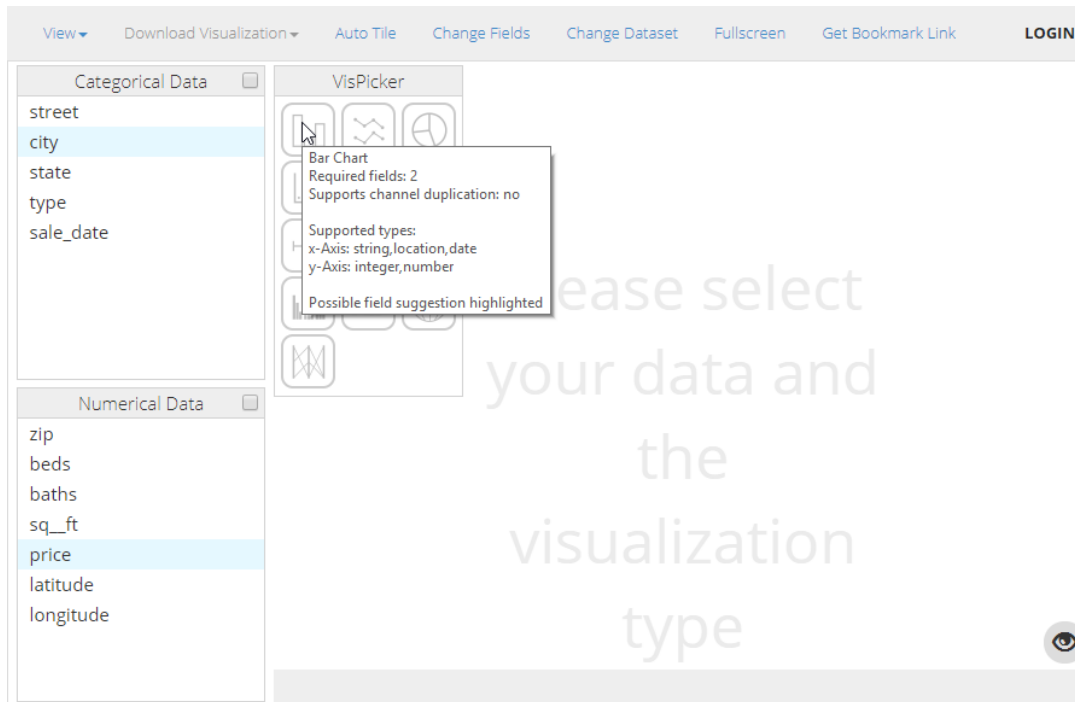 View Download Visualization Auto Tile Change Fields Change Dataset Fullscreen Get Bookmark Link LOGIN
Categorical Data
street
city
state
type
sale_date
Numerical Data
zip
beds
baths
sq__ft
price
latitude
longitude
VisPicker
Bar Chart
Required fields: 2
Supports channel duplication: no
Supported types:
x-Axis: string,location,date
y-Axis: integer,number
Possible field suggestion highlighted
ease select
your data and
the
visualization
type